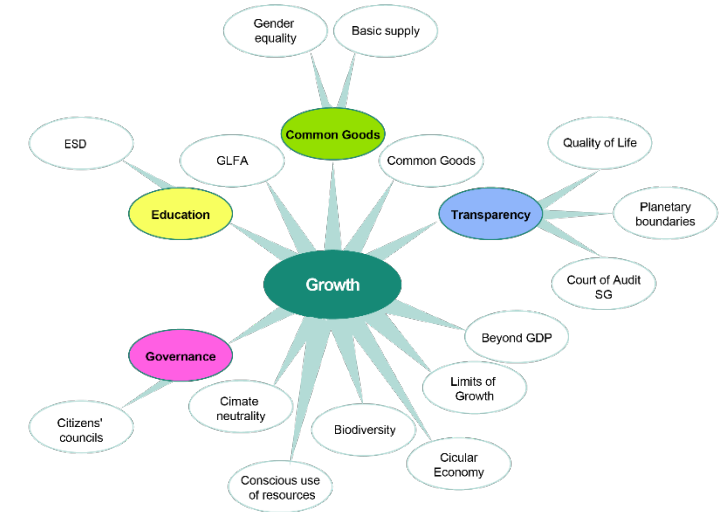 Gender
equality
Basic supply
Common Goods
ESD
GLFA
Common Goods
Quality of Life
Education
Transparency
Planetary
boundaries
Court of Audit
SG
Growth
Beyond GDP
Governance
Limits of
Growth
Cimate
neutrality
Citizens'
councils
Biodiversity
Cicular
Economy
Conscious use
of resources